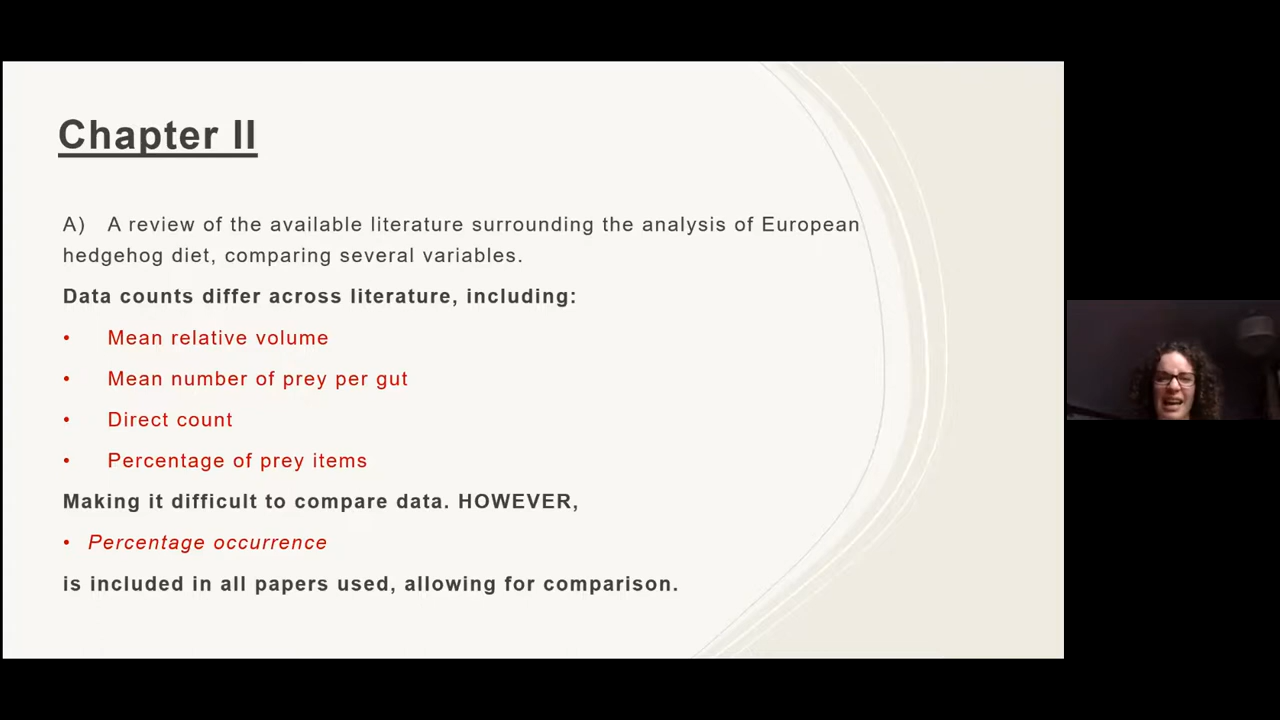 Chapter II
A) A review of the available literature surrounding the analysis of European
hedgehog diet, comparing several variables.
Data counts differ across literature, including:
• Mean relative volume
• Mean number of prey per gut
• Direct count
• Percentage of prey items
Making it difficult to compare data. HOWEVER,
• Percentage occurrence
is included in all papers used, allowing for comparison.